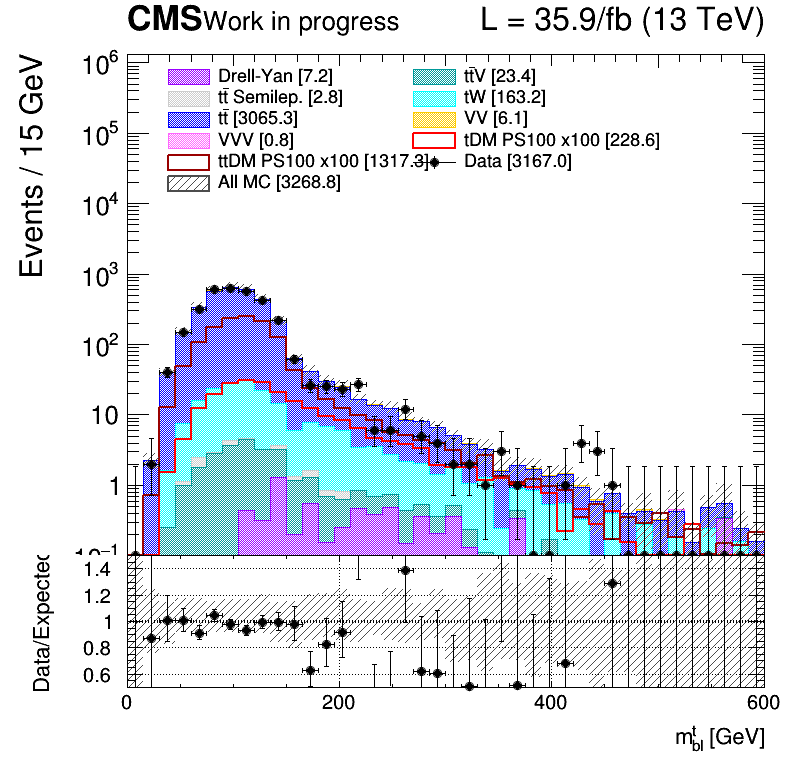 CMS Work in progress L = 35.9/fb (13 TeV)
Events / 15 GeV
10⁶
10⁵
10⁴
10³
10²
10
1
10⁻¹
Drell-Yan [7.2] tt̄V [23.4]
tt̄ Semilep. [2.8] tW [163.2]
tt̄ [3065.3] VV [6.1]
VVV [0.8] tDM PS100 x100 [228.6]
ttDM PS100 x100 [1317.3] Data [3167.0]
All MC [3268.8]
Data/Expected
1.4
1.2
1
0.8
0.6
0 200 400 600
m_bl^t [GeV]